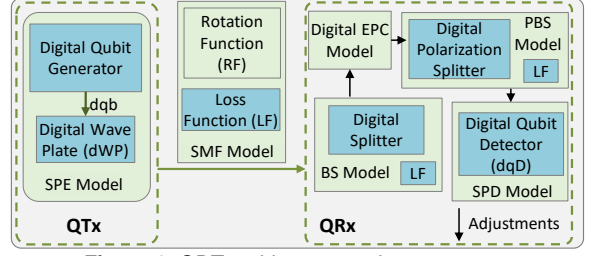 Digital Qubit
Generator
dqb
Digital Wave
Plate (dWP)
SPE Model
QTx
Rotation
Function
(RF)
Loss
Function (LF)
SMF Model
Digital EPC
Model
Digital
Polarization
Splitter
PBS
Model
LF
Digital
Splitter
BS Model
LF
Digital Qubit
Detector
(dqD)
SPD Model
QRx
Adjustments